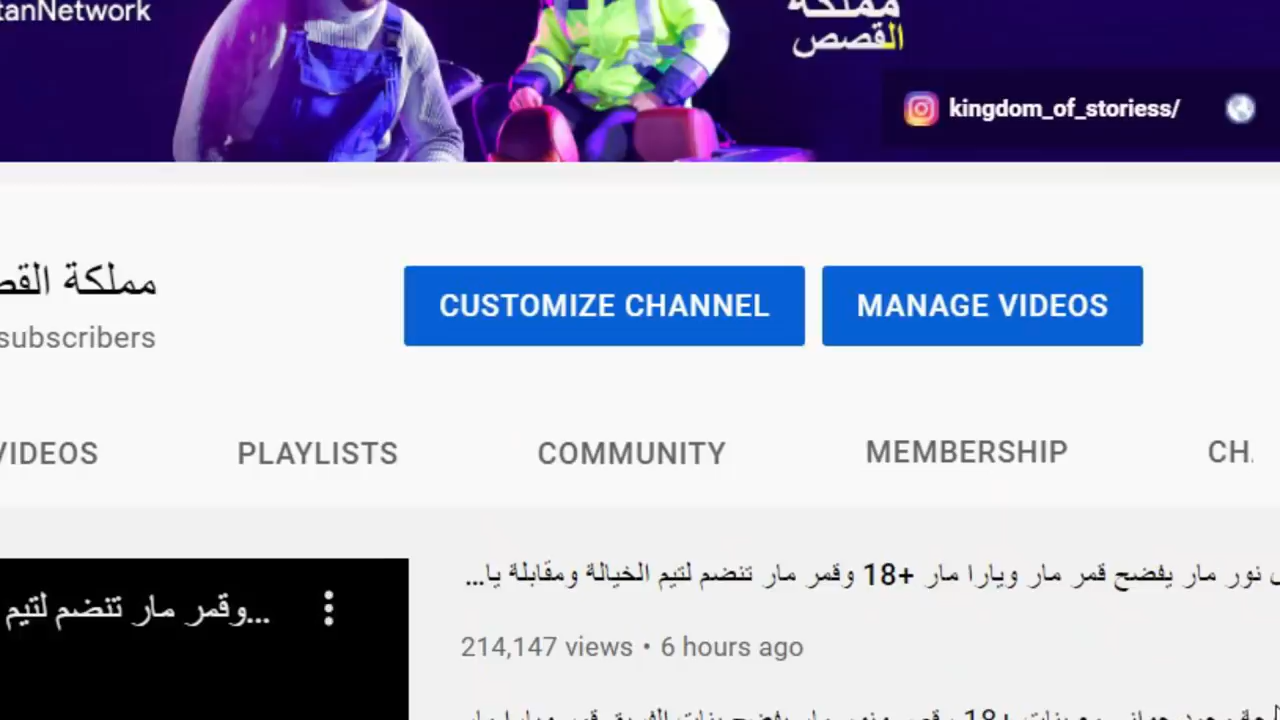 tanNetwork
مملكة
القصص
kingdom_of_storiess/
مملكة القص
subscribers
CUSTOMIZE CHANNEL
MANAGE VIDEOS
VIDEOS
PLAYLISTS
COMMUNITY
MEMBERSHIP
CH
وقمر مار تنضم لتيم...
نور مار يفضح قمر مار ويارا مار +18 وقمر مار تنضم لتيم الخيالة ومقابلة يا...
214,147 views • 6 hours ago